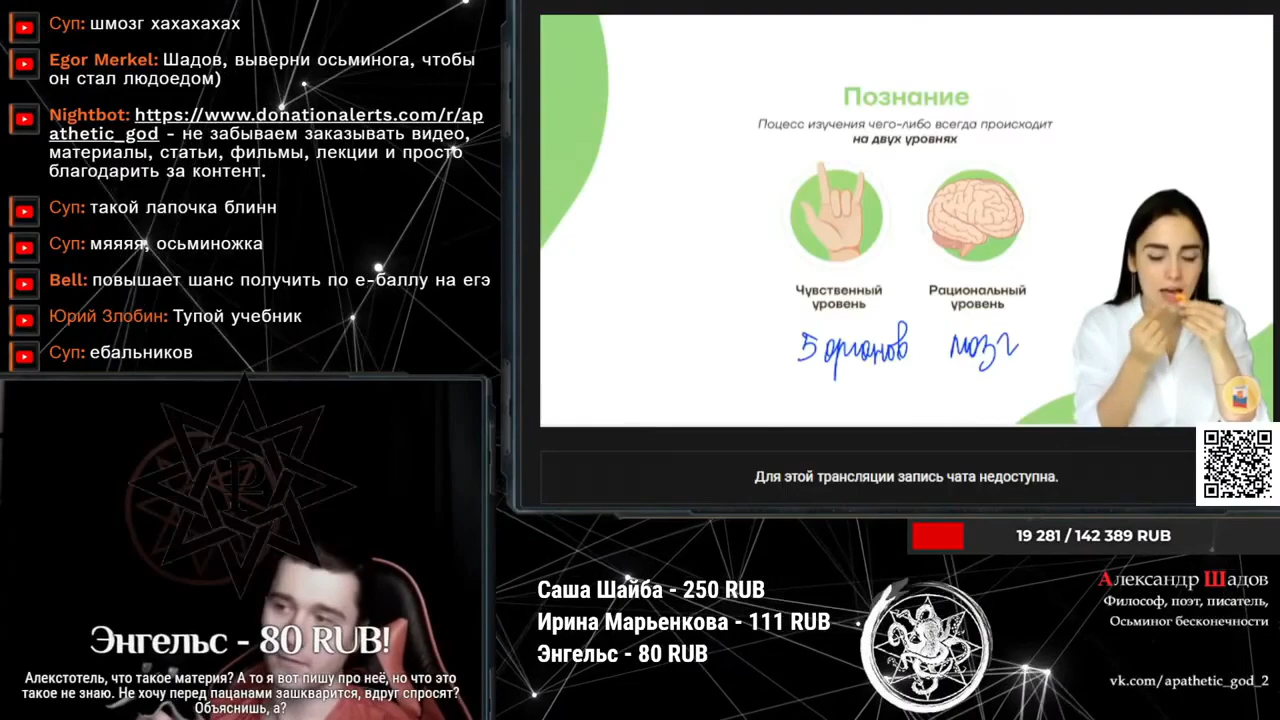 Суп: шмозг хахахахах
Egor Merkel: Шадов, выверни осьминога, чтобы
он стал людоедом)
Nightbot: https://www.donationalerts.com/r/ap
athetic_god - не забываем заказывать видео,
материалы, статьи, фильмы, лекции и просто
благодарить за контент.
Суп: такой лапочка блинн
Суп: мяяяя, осьминожка
Bell: повышает шанс получить по е-баллу на егэ
Юрий Злобин: Тупой учебник
Суп: ебальников
Познание
Поцесс изучения чего-либо всегда происходит
на двух уровнях
Чувственный
уровень
Рациональный
уровень
5 органов
мозг
Для этой трансляции запись чата недоступна.
19 281 / 142 389 RUB
Саша Шайба - 250 RUB
Ирина Марьенкова - 111 RUB
Энгельс - 80 RUB
Александр Шадов
Философ, поэт, писатель,
Осьминог бесконечности
vk.com/apathetic_god_2
Энгельс - 80 RUB!
Алекстотель, что такое материя? А то я вот пишу про неё, но что это
такое не знаю. Не хочу перед пацанами зашкварится, вдруг спросят?
Объяснишь, а?